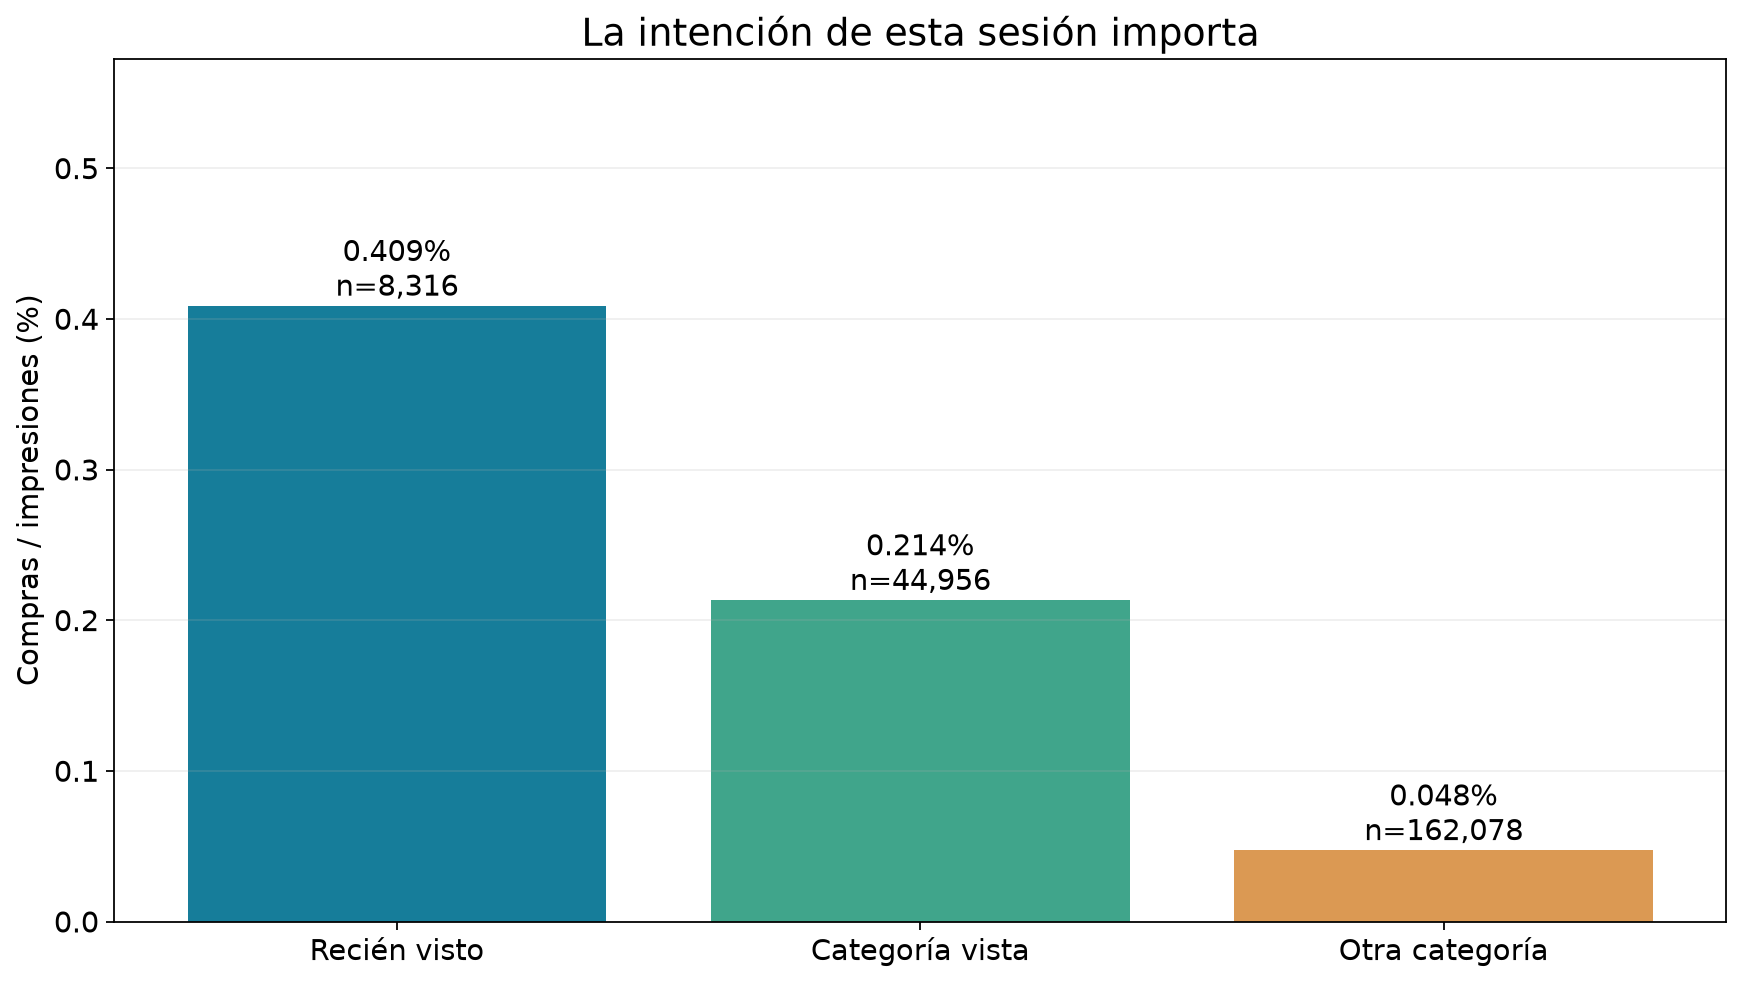 La intención de esta sesión importa
Compras / impresiones (%)
0.5
0.4
0.3
0.2
0.1
0.0
0.409%
n=8,316
0.214%
n=44,956
0.048%
n=162,078
Recién visto
Categoría vista
Otra categoría